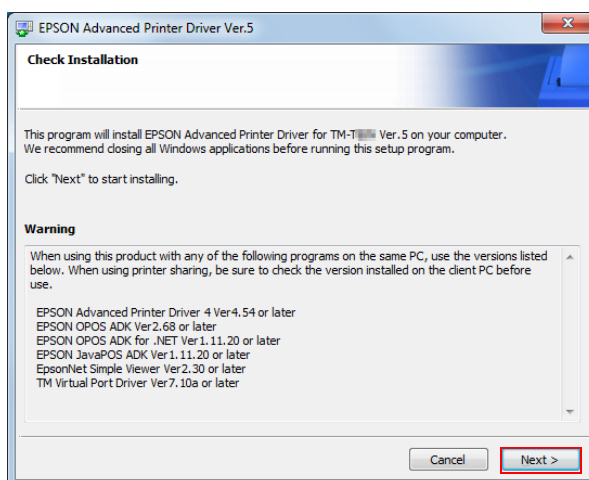 EPSON Advanced Printer Driver Ver.5
Check Installation
This program will install EPSON Advanced Printer Driver for TM-T Ver.5 on your computer.
We recommend closing all Windows applications before running this setup program.
Click "Next" to start installing.
Warning
When using this product with any of the following programs on the same PC, use the versions listed
below. When using printer sharing, be sure to check the version installed on the client PC before
use.
EPSON Advanced Printer Driver 4 Ver4.54 or later
EPSON OPOS ADK Ver2.68 or later
EPSON OPOS ADK for .NET Ver1.11.20 or later
EPSON JavaPOS ADK Ver1.11.20 or later
EpsonNet Simple Viewer Ver2.30 or later
TM Virtual Port Driver Ver7.10a or later
Cancel Next >